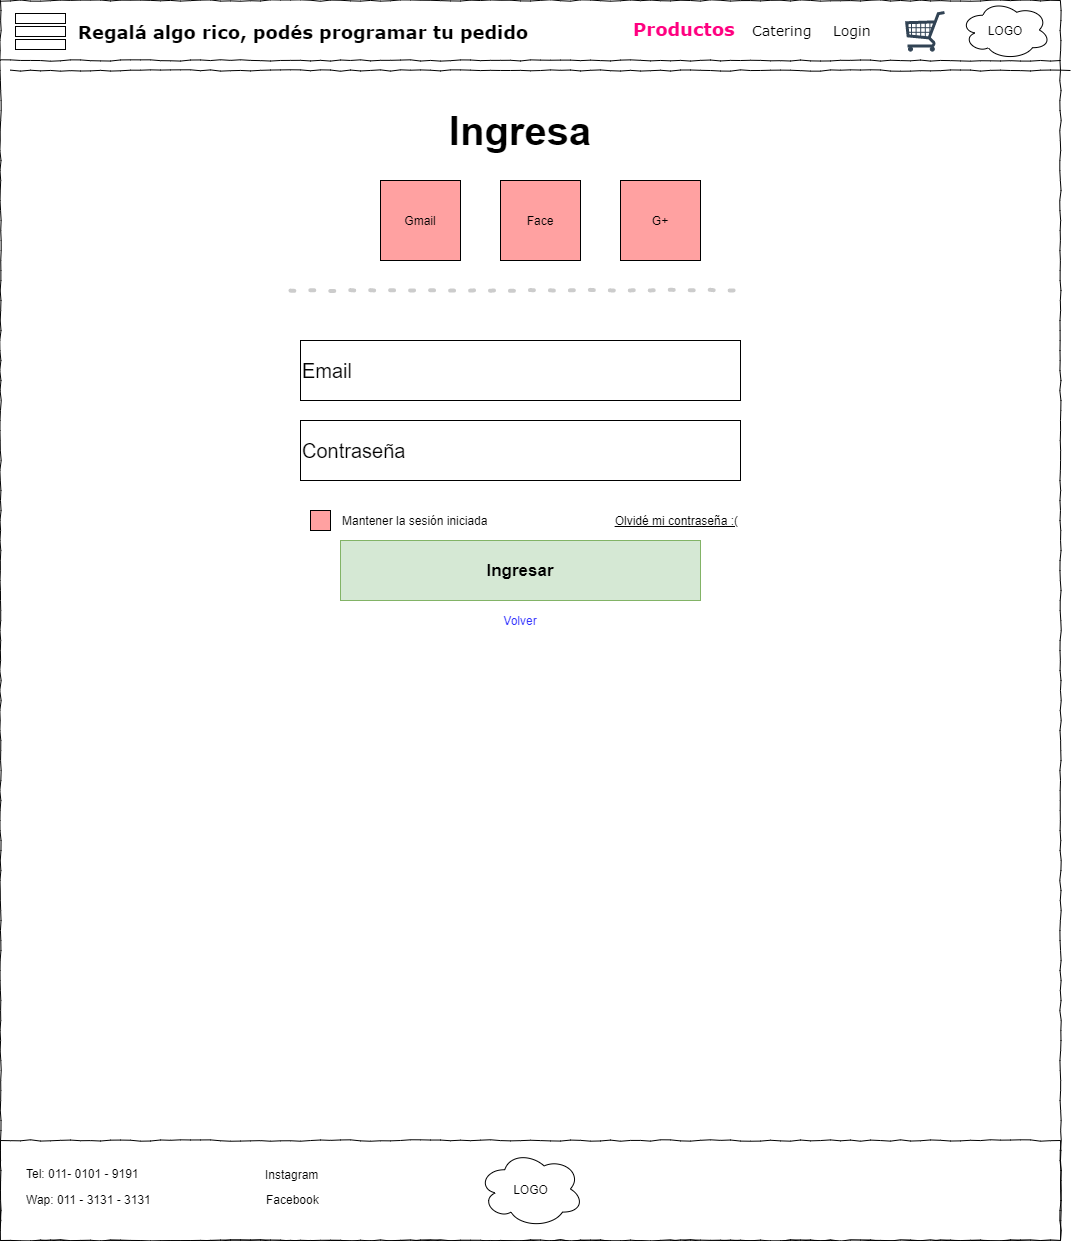 Regalá algo rico, podés programar tu pedido
Productos
Catering
Login
LOGO
Ingresa
Gmail
Face
G+
Email
Contraseña
Mantener la sesión iniciada
Olvidé mi contraseña :(
Ingresar
Volver
Tel: 011- 0101 - 9191
Instagram
LOGO
Wap: 011 - 3131 - 3131
Facebook